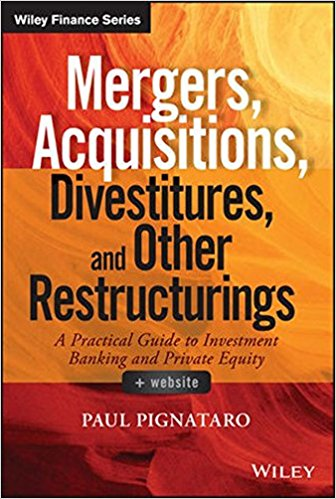 Wiley Finance Series
Mergers,
Acquisitions,
Divestitures,
and Other
Restructurings
A Practical Guide to Investment
Banking and Private Equity
+ website
PAUL PIGNATARO
WILEY